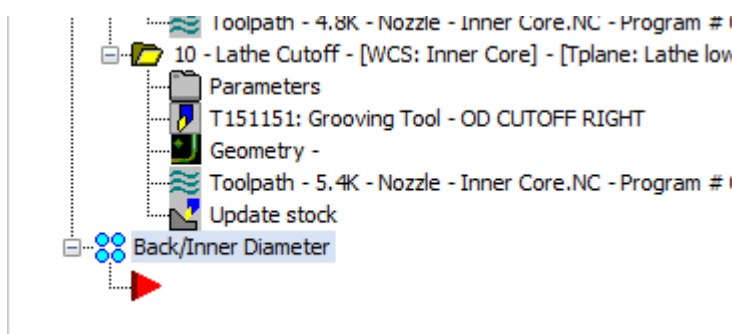 Toolpath - 4.8K - Nozzle - Inner Core.NC - Program #
10 - Lathe Cutoff - [WCS: Inner Core] - [Tplane: Lathe low
Parameters
T151151: Grooving Tool - OD CUTOFF RIGHT
Geometry -
Toolpath - 5.4K - Nozzle - Inner Core.NC - Program #
Update stock
Back/Inner Diameter